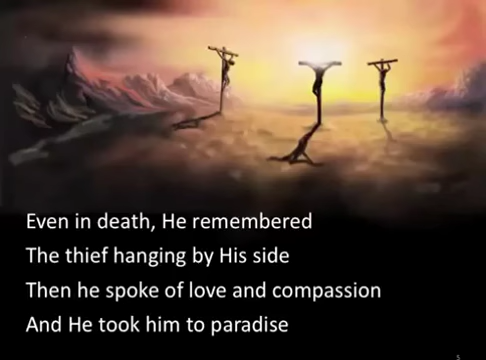 Even in death, He remembered
The thief hanging by His side
Then he spoke of love and compassion
And He took him to paradise
5